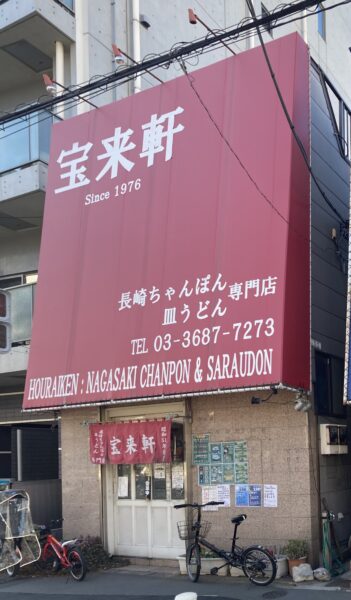 宝来軒
Since 1976
長崎ちゃんぽん
皿うどん
専門店
TEL 03-3687-7273
HOURAIKEN : NAGASAKI CHANPON & SARAUDON
宝来軒